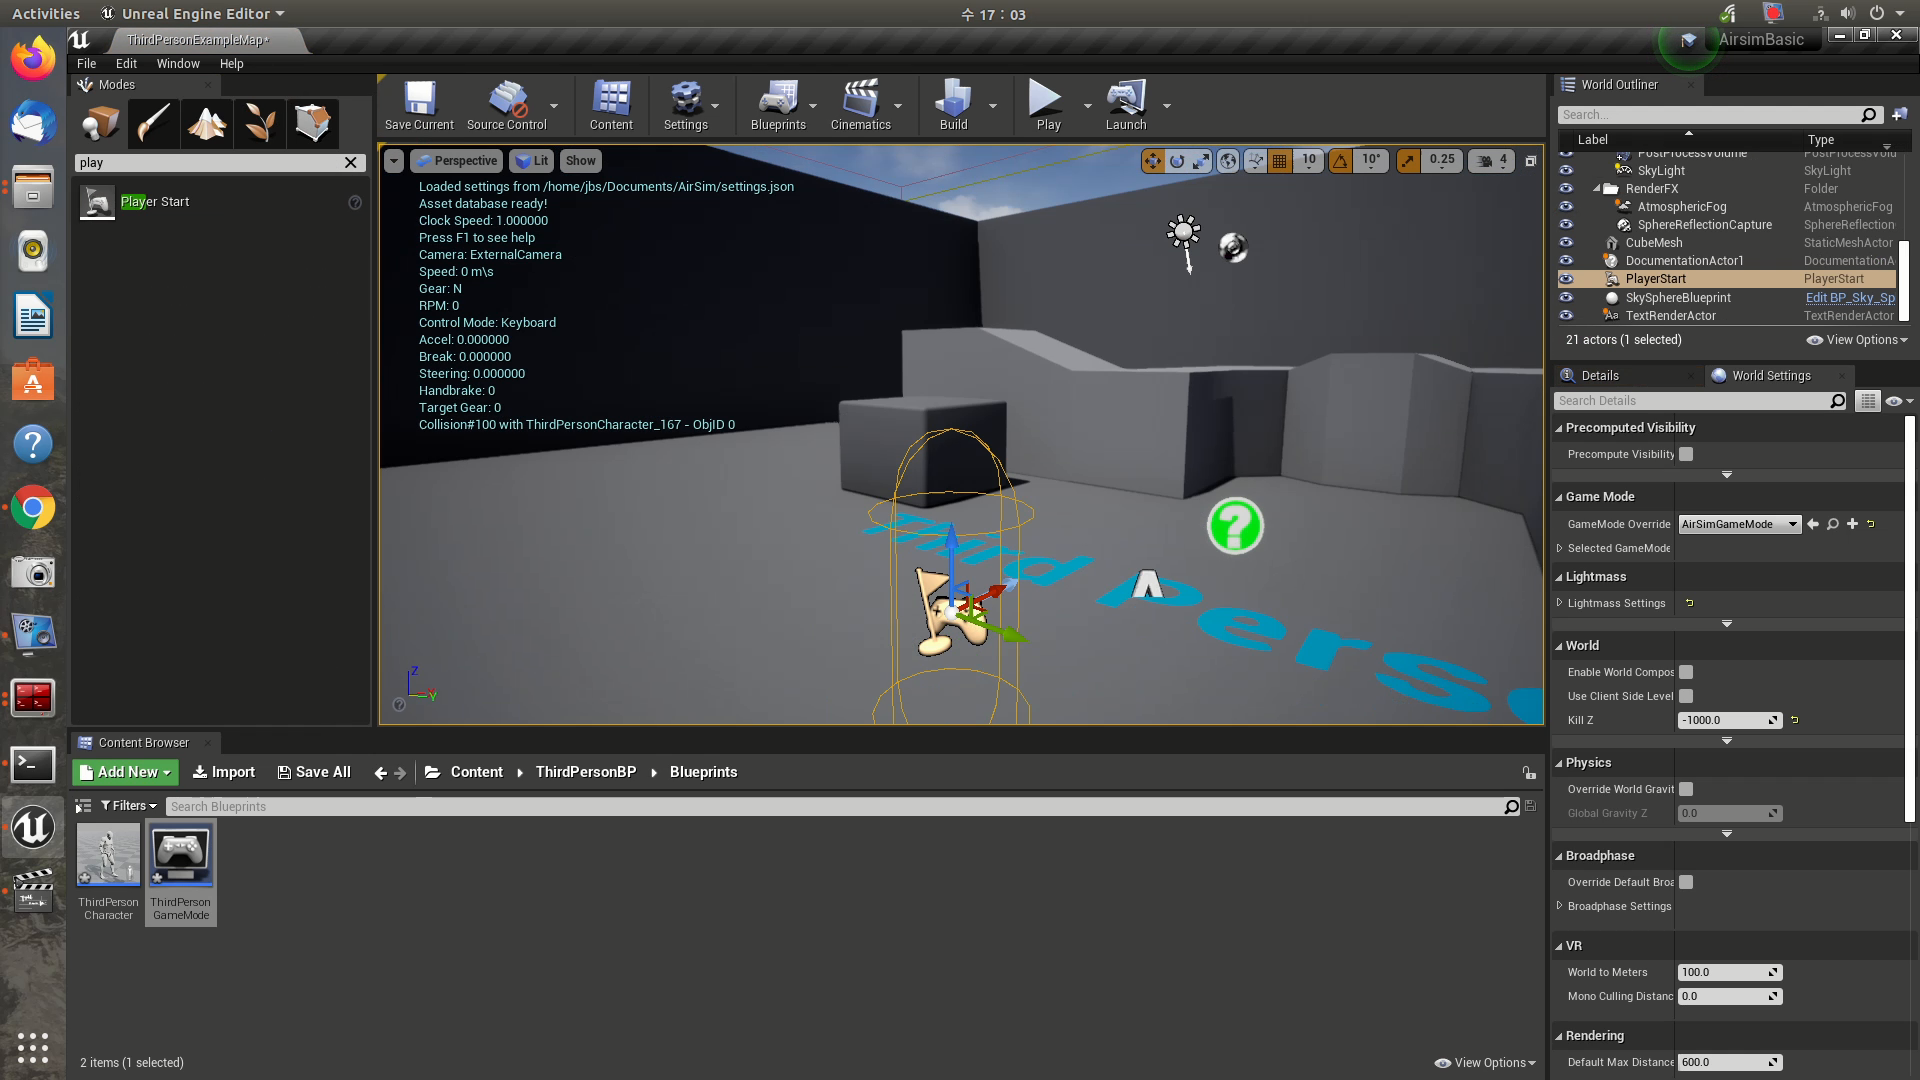 Activities
Unreal Engine Editor
수 17 : 03
ThirdPersonExampleMap*
AirsimBasic
File
Edit
Window
Help
Modes
play
Player Start
Save Current
Source Control
Content
Settings
Blueprints
Cinematics
Build
Play
Launch
Perspective
Lit
Show
10
10°
0.25
4
Loaded settings from /home/jbs/Documents/AirSim/settings.json
Asset database ready!
Clock Speed: 1.000000
Press F1 to see help
Camera: ExternalCamera
Speed: 0 m\s
Gear: N
RPM: 0
Control Mode: Keyboard
Accel: 0.000000
Break: 0.000000
Steering: 0.000000
Handbrake: 0
Target Gear: 0
Collision#100 with ThirdPersonCharacter_167 - ObjID 0
Third Perso
Z
Y
World Outliner
Search...
Label
Type
PostProcessVolume
PostProcessVolu
SkyLight
SkyLight
RenderFX
Folder
AtmosphericFog
AtmosphericFog
SphereReflectionCapture
SphereReflection
CubeMesh
StaticMeshActor
DocumentationActor1
DocumentationA
PlayerStart
PlayerStart
SkySphereBlueprint
Edit BP_Sky_Sp
TextRenderActor
TextRenderActor
21 actors (1 selected)
View Options
Details
World Settings
Search Details
Precomputed Visibility
Precompute Visibility
Game Mode
GameMode Override
AirSimGameMode
Selected GameMode
Lightmass
Lightmass Settings
World
Enable World Compos
Use Client Side Level
Kill Z
-1000.0
Physics
Override World Gravit
Global Gravity Z
0.0
Broadphase
Override Default Broa
Broadphase Settings
VR
World to Meters
100.0
Mono Culling Distanc
0.0
Rendering
Default Max Distance
600.0
Content Browser
Add New
Import
Save All
Content
ThirdPersonBP
Blueprints
Filters
Search Blueprints
ThirdPerson
Character
ThirdPerson
GameMode
2 items (1 selected)
View Options